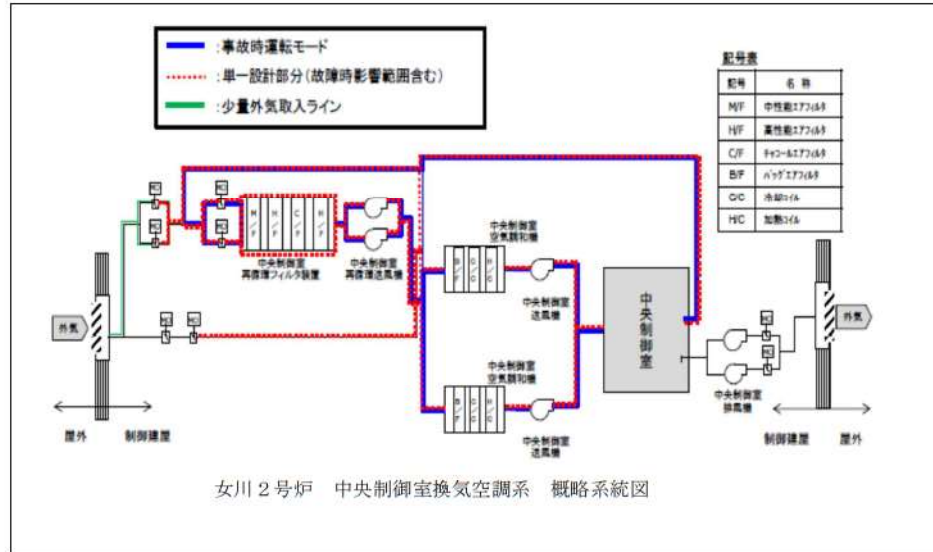 ：事故時運転モード
：単一設計部分(故障時影響範囲含む)
：少量外気取入ライン
記号表
記号 名 称
M/F 中性能エアフィルタ
H/F 高性能エアフィルタ
C/F チャコールエアフィルタ
B/F バッグエアフィルタ
C/C 冷却コイル
H/C 加熱コイル
MO
MO
MO
MO
M/F
H/F
C/F
H/F
中央制御室
再循環フィルタ装置
中央制御室
再循環送風機
中央制御室
空気調和機
B/F
C/C
H/C
中央制御室
送風機
外気
MO
MO
中央制御室
空気調和機
B/F
C/C
H/C
中央制御室
送風機
中央制御室
MO
MO
中央制御室
排風機
外気
屋外
制御建屋
制御建屋
屋外
女川２号炉 中央制御室換気空調系 概略系統図